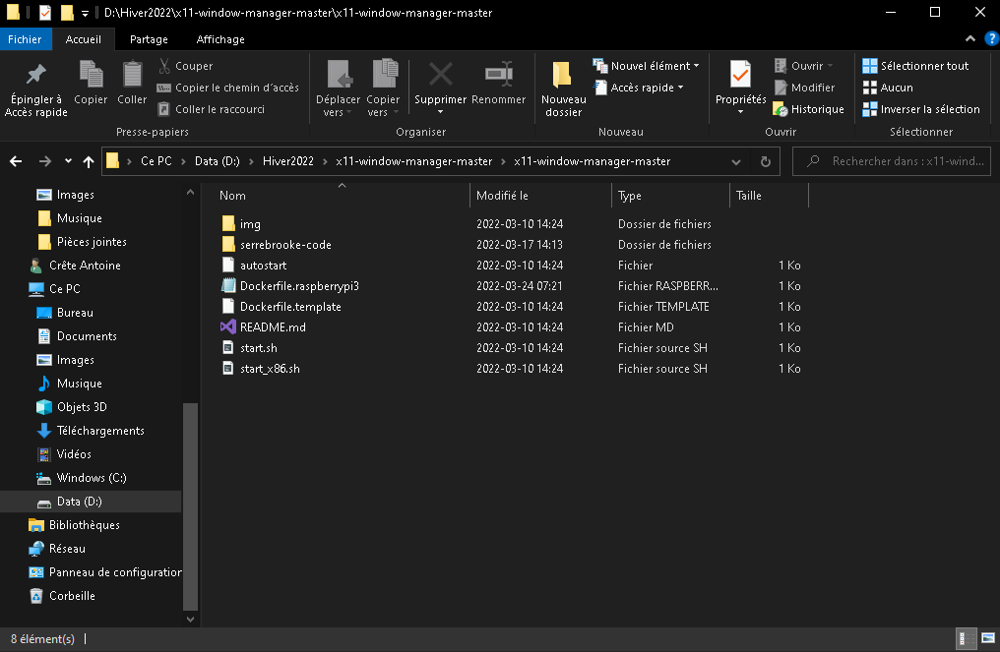 D:\Hiver2022\x11-window-manager-master\x11-window-manager-master
Fichier Accueil Partage Affichage
Épingler à Accès rapide
Copier
Coller
Couper
Copier le chemin d'accès
Coller le raccourci
Presse-papiers
Déplacer vers
Copier vers
Supprimer
Renommer
Organiser
Nouveau dossier
Nouvel élément
Accès rapide
Nouveau
Propriétés
Ouvrir
Modifier
Historique
Ouvrir
Sélectionner tout
Aucun
Inverser la sélection
Sélectionner
Ce PC > Data (D:) > Hiver2022 > x11-window-manager-master > x11-window-manager-master
Rechercher dans : x11-wind...
Images
Musique
Pièces jointes
Crête Antoine
Ce PC
Bureau
Documents
Images
Musique
Objets 3D
Téléchargements
Vidéos
Windows (C:)
Data (D:)
Bibliothèques
Réseau
Panneau de configuration
Corbeille
Nom Modifié le Type Taille
img 2022-03-10 14:24 Dossier de fichiers
serrebrooke-code 2022-03-17 14:13 Dossier de fichiers
autostart 2022-03-10 14:24 Fichier 1 Ko
Dockerfile.raspberrypi3 2022-03-24 07:21 Fichier RASPBERR... 1 Ko
Dockerfile.template 2022-03-10 14:24 Fichier TEMPLATE 1 Ko
README.md 2022-03-10 14:24 Fichier MD 1 Ko
start.sh 2022-03-10 14:24 Fichier source SH 1 Ko
start_x86.sh 2022-03-10 14:24 Fichier source SH 1 Ko
8 élément(s)